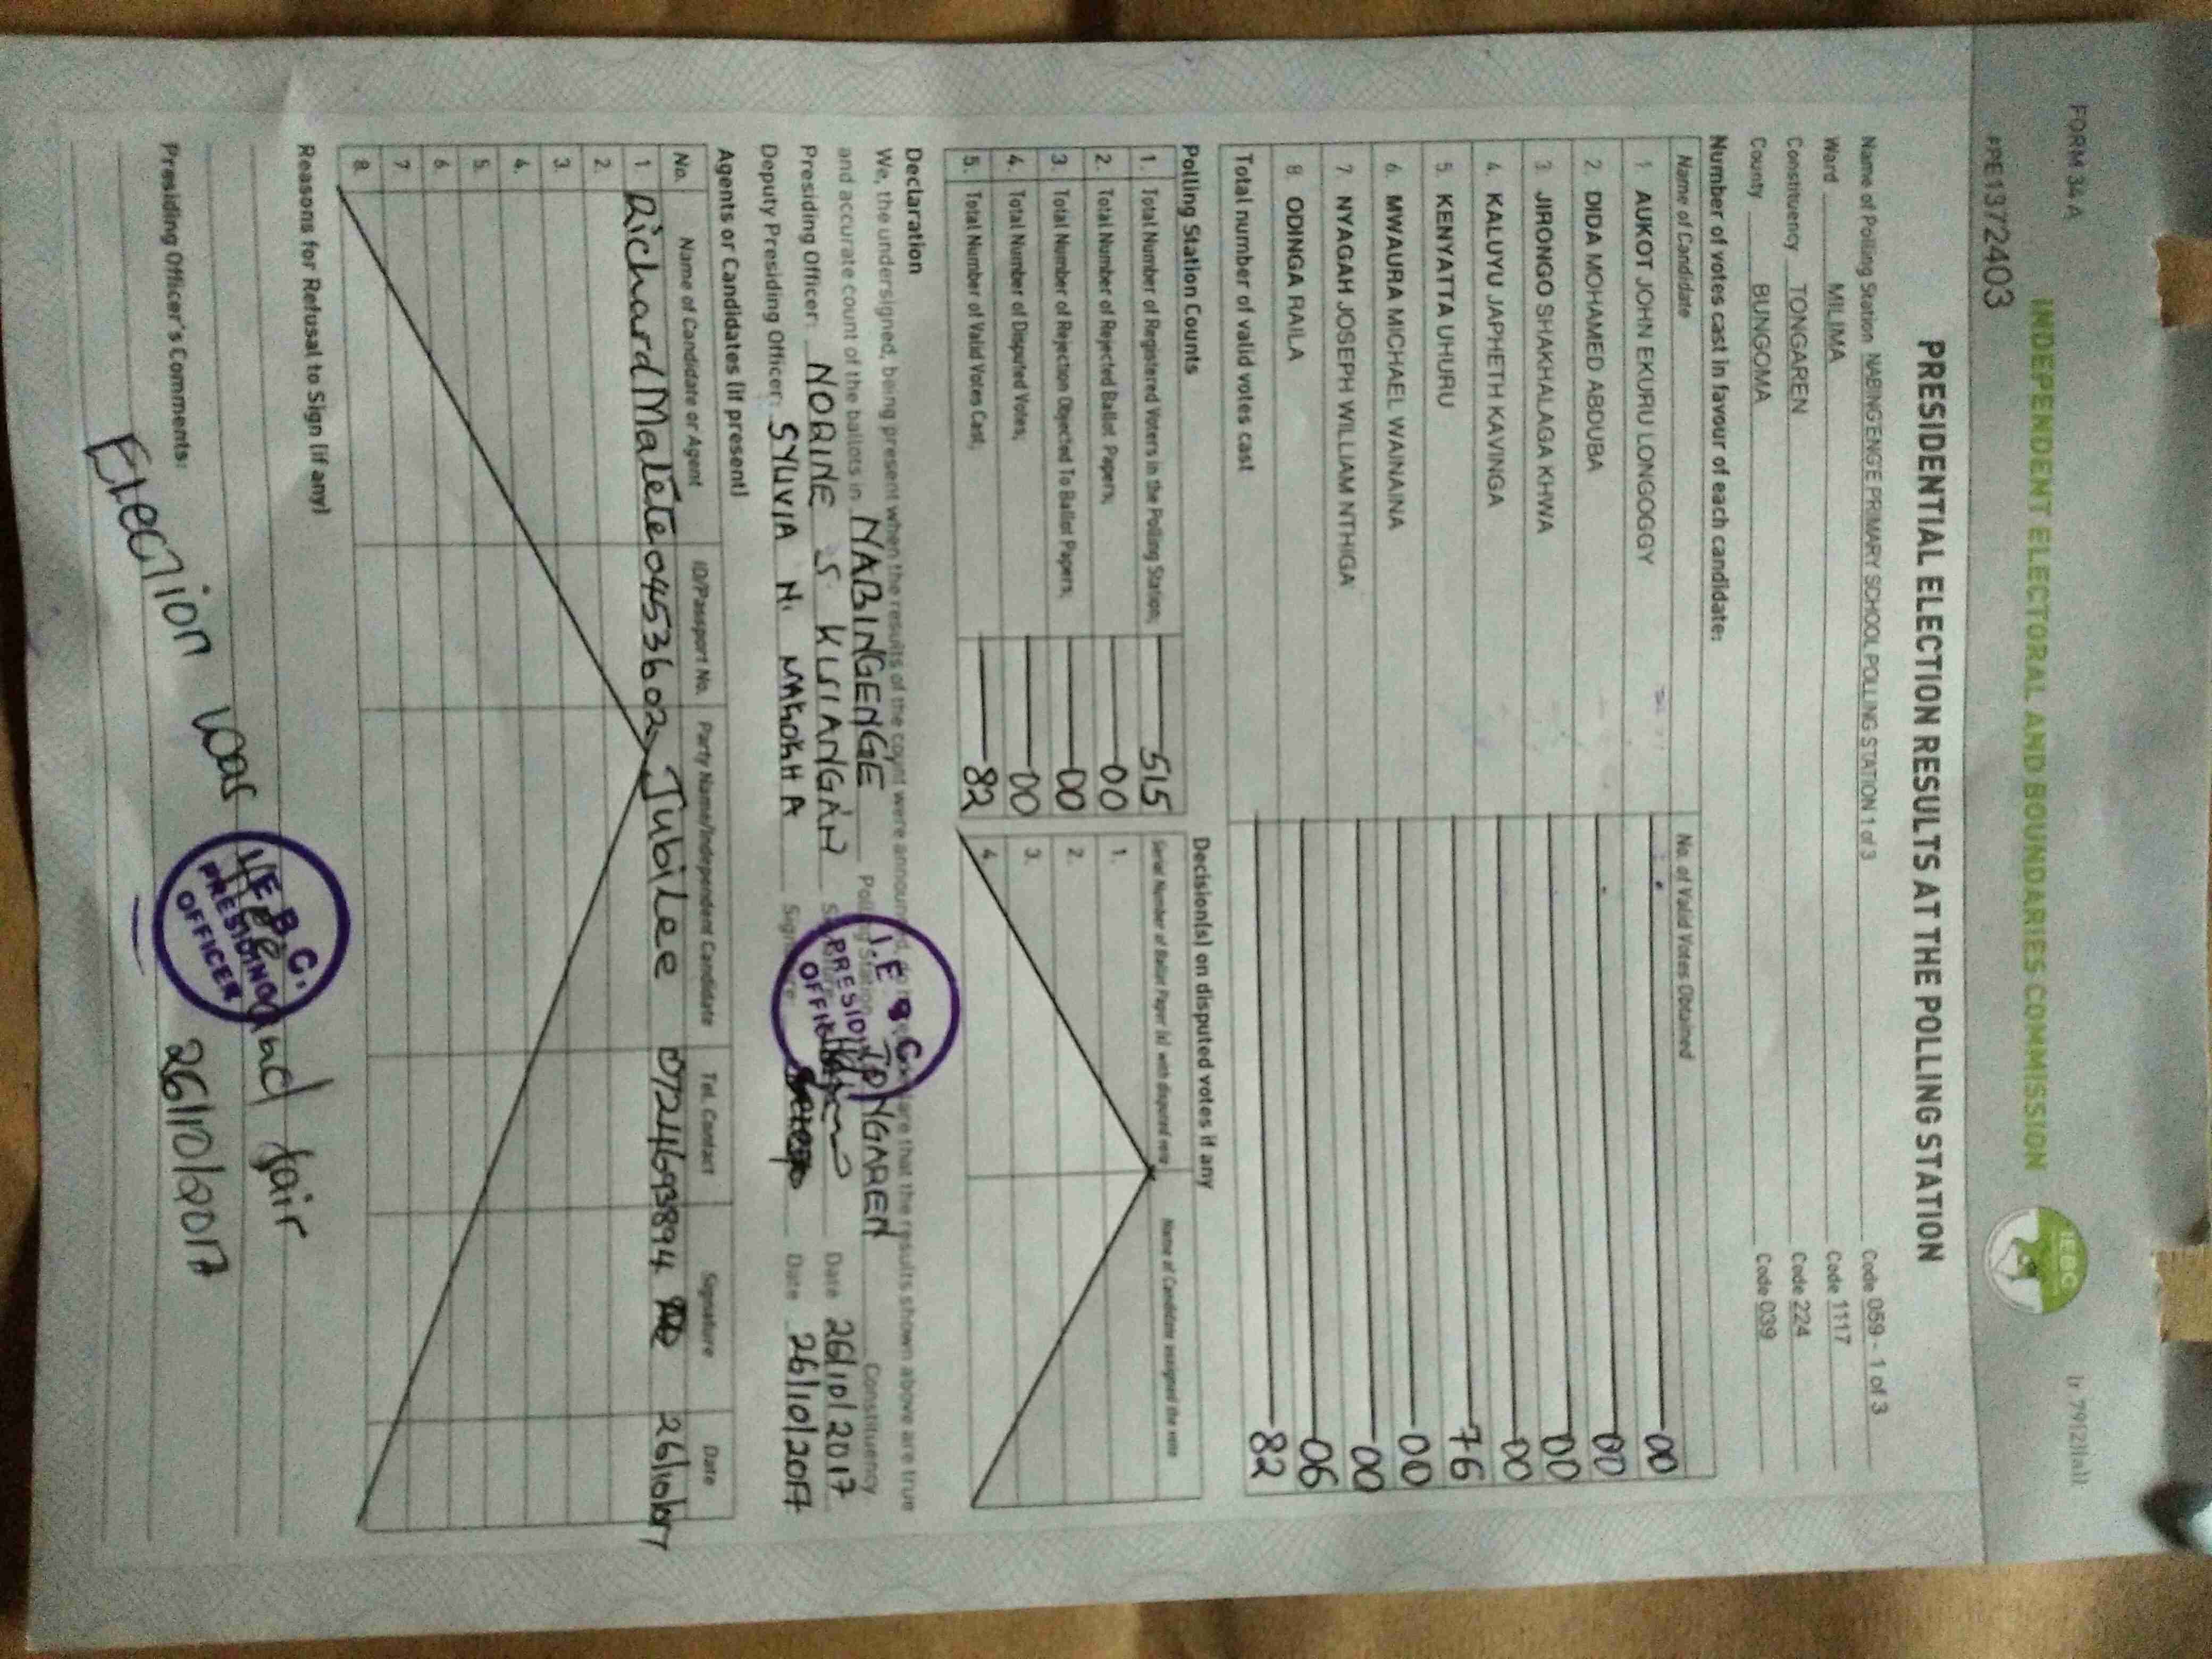 FORM 34 A
INDEPENDENT ELECTORAL AND BOUNDARIES COMMISSION
IEBC
(r 79(2)(a))
PPE1372403
PRESIDENTIAL ELECTION RESULTS AT THE POLLING STATION
Name of Polling Station NABING'ENGE PRIMARY SCHOOL POLLING STATION 1 of 3 Code 059 - 1 of 3
Ward MILIMA Code 1117
Constituency TONGAREN Code 224
County BUNGOMA Code 039
Number of votes cast in favour of each candidate:
Name of Candidate No. of Valid Votes Obtained
1. AUKOT JOHN EKURU LONGOGGY 00
2. DIDA MOHAMED ABDUBA 00
3. JIRONGO SHAKHALAGA KHWA 00
4. KALUYU JAPHETH KAVINGA 00
5. KENYATTA UHURU 76
6. MWAURA MICHAEL WAINAINA 00
7 NYAGAH JOSEPH WILLIAM NTHIGA 00
8 ODINGA RAILA 06
Total number of valid votes cast 82
Polling Station Counts
1. Total Number of Registered Voters in the Polling Station; 515
2. Total Number of Rejected Ballot Papers; 00
3. Total Number of Rejection Objected To Ballot Papers; 00
4. Total Number of Disputed Votes; 00
5. Total Number of Valid Votes Cast; 82
Decision(s) on disputed votes if any
Serial Number of Ballot Paper (s) with disputed vote Name of Candidate assigned the vote
1.
2.
3.
4.
Declaration
We, the undersigned, being present when the results of the count were announced, do hereby declare that the results shown above are true
and accurate count of the ballots in NABINGENGE Polling Station TONGAREN Constituency
Presiding Officer: NORINE S. KUSIANGAN Date 26/10/2017
Deputy Presiding Officer: SYLVIA N. MAKOKHA Signature Date 26/10/2017
I.E.B.C.
PRESIDING
OFFICER
Agents or Candidates (if present)
No. Name of Candidate or Agent ID/Passport No. Party Name/Independent Candidate Tel. Contact Signature Date
1. Richard Malete 0453602 Jubilee 0724693894 26/10/2017
2.
3.
4.
5.
6.
7
8.
Reasons for Refusal to Sign (if any)
Presiding Officer's Comments:
Election was free and fair
I.E.B.C.
PRESIDING
OFFICER
26/10/2017